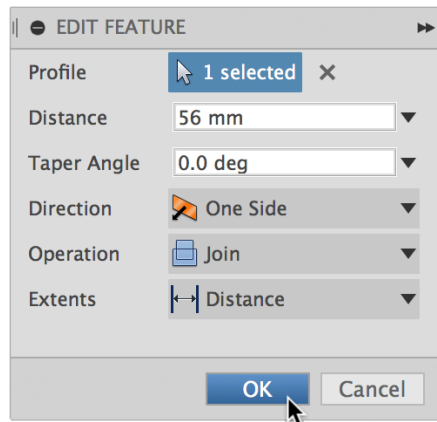 EDIT FEATURE
Profile 1 selected
Distance 56 mm
Taper Angle 0.0 deg
Direction One Side
Operation Join
Extents Distance
OK Cancel